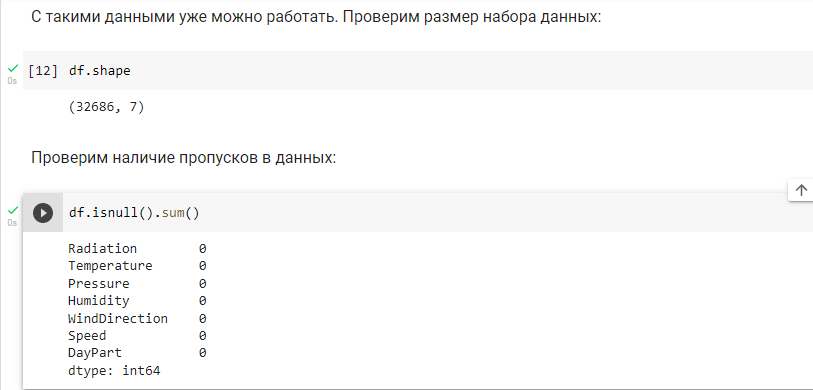 С такими данными уже можно работать. Проверим размер набора данных:
[12] df.shape
0s
(32686, 7)
Проверим наличие пропусков в данных:
df.isnull().sum()
0s
Radiation 0
Temperature 0
Pressure 0
Humidity 0
WindDirection 0
Speed 0
DayPart 0
dtype: int64